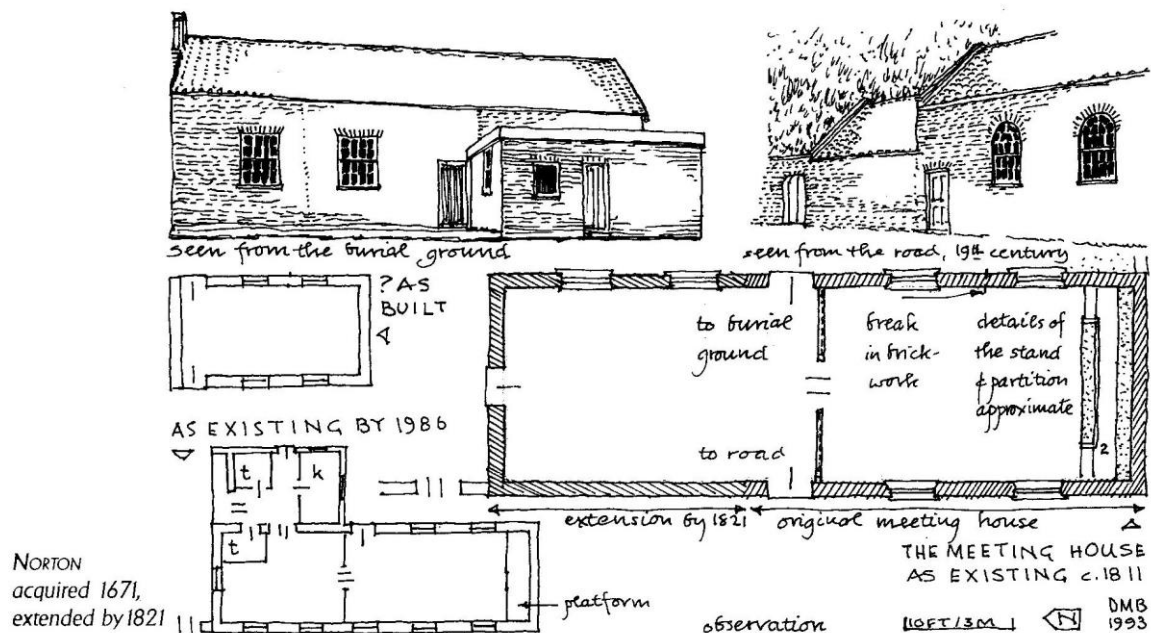 seen from the burial ground
seen from the road, 19th century
? AS
BUILT
to burial
ground
break
in brick-
work
details of
the stand
& partition
approximate
2
to road
AS EXISTING BY 1986
t
k
t
platform
extension by 1821
original meeting house
THE MEETING HOUSE
AS EXISTING c.1811
NORTON
acquired 1671,
extended by 1821
observation
10FT/3M
N
DMB
1993